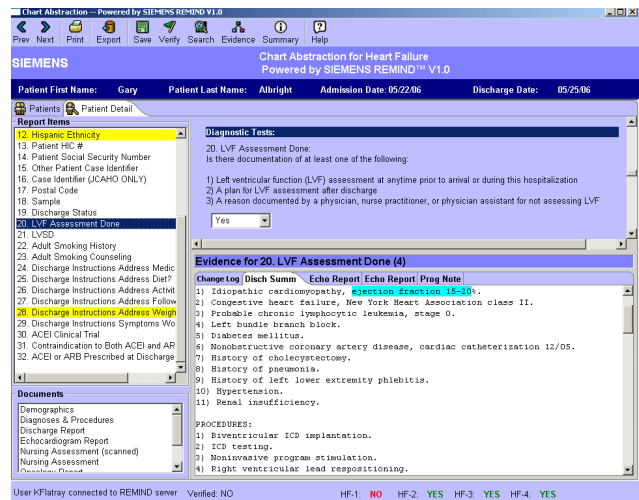 Chart Abstraction -- Powered by SIEMENS REMIND V1.0
Prev Next Print Export Save Verify Search Evidence Summary Help
SIEMENS
Chart Abstraction for Heart Failure
Powered by SIEMENS REMIND™ V1.0
Patient First Name: Gary Patient Last Name: Albright Admission Date: 05/22/06 Discharge Date: 05/25/06
Patients Patient Detail
Report Items
12. Hispanic Ethnicity
13. Patient HIC #
14. Patient Social Security Number
15. Other Patient Case Identifier
16. Case Identifier (JCAHO ONLY)
17. Postal Code
18. Sample
19. Discharge Status
20. LVF Assessment Done
21. LVSD
22. Adult Smoking History
23. Adult Smoking Counseling
24. Discharge Instructions Address Medic
25. Discharge Instructions Address Diet?
26. Discharge Instructions Address Activit
27. Discharge Instructions Address Follow
28. Discharge Instructions Address Weigh
29. Discharge Instructions Symptoms Wo
30. ACEI Clinical Trial
31. Contraindication to Both ACEI and AR
32. ACEI or ARB Prescribed at Discharge
Documents
Demographics
Diagnoses & Procedures
Discharge Report
Echocardiogram Report
Nursing Assessment (scanned)
Nursing Assessment
Oncology Report
Diagnostic Tests:
20. LVF Assessment Done:
Is there documentation of at least one of the following:
1) Left ventricular function (LVF) assessment at anytime prior to arrival or during this hospitalization
2) A plan for LVF assessment after discharge
3) A reason documented by a physician, nurse practitioner, or physician assistant for not assessing LVF
Yes
Evidence for 20. LVF Assessment Done (4)
Change Log Disch Summ Echo Report Echo Report Prog Note
1) Idiopathic cardiomyopathy, ejection fraction 15-20%.
2) Congestive heart failure, New York Heart Association class II.
3) Probable chronic lymphocytic leukemia, stage 0.
4) Left bundle branch block.
5) Diabetes mellitus.
6) Nonobstructive coronary artery disease, cardiac catheterization 12/05.
7) History of cholecystectomy.
8) History of pneumonia.
9) History of left lower extremity phlebitis.
10) Hypertension.
11) Renal insufficiency.
PROCEDURES:
1) Biventricular ICD implantation.
2) ICD testing.
3) Noninvasive program stimulation.
4) Right ventricular lead respositioning.
User KFlatray connected to REMIND server Verified: NO HF-1: NO HF-2: YES HF-3: YES HF-4: YES